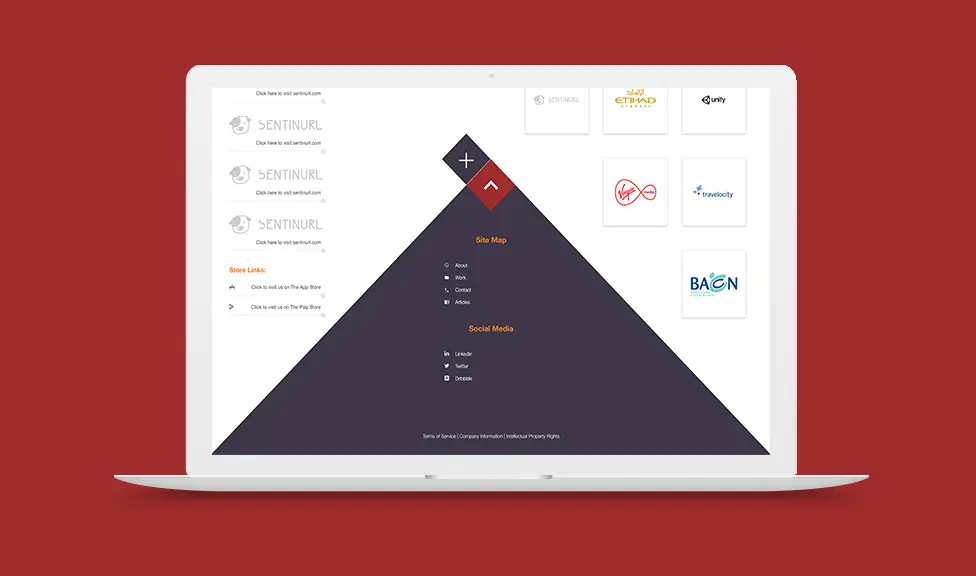 Click here to visit sentinurl.com
SENTINURL
Click here to visit sentinurl.com
SENTINURL
Click here to visit sentinurl.com
SENTINURL
Click here to visit sentinurl.com
Store Links:
Click to visit us on The App Store
Click to visit us on The Play Store
Site Map
About
Work
Contact
Articles
Social Media
LinkedIn
Twitter
Dribbble
Terms of Service | Company Information | Intellectual Property Rights
SENTINURL
ETIHAD
AIRWAYS
unity
Virgin
media
travelocity
BACN